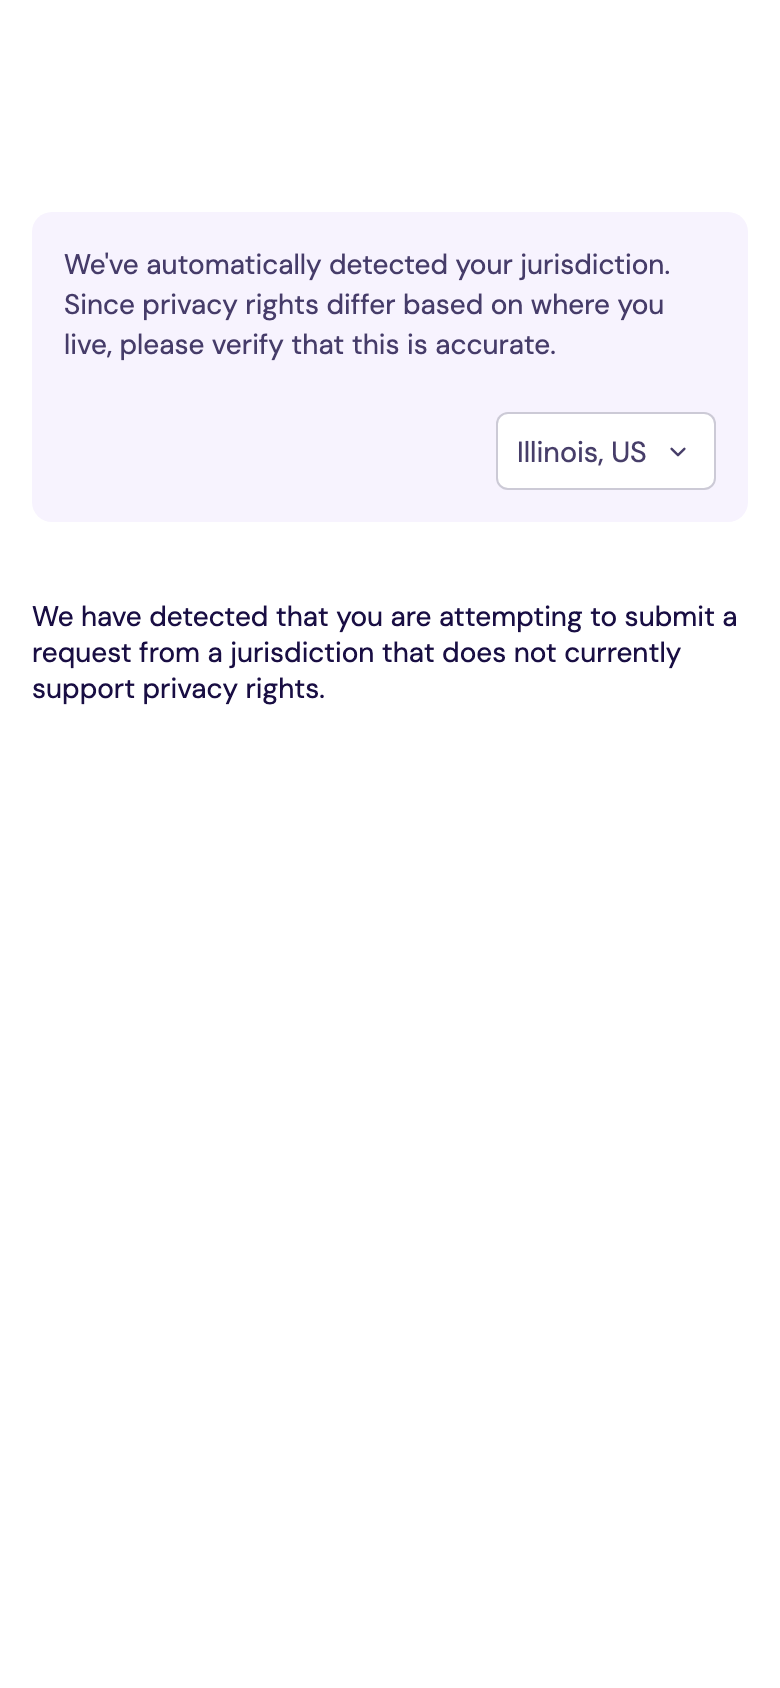 We've automatically detected your jurisdiction.
Since privacy rights differ based on where you
live, please verify that this is accurate.
Illinois, US
We have detected that you are attempting to submit a
request from a jurisdiction that does not currently
support privacy rights.